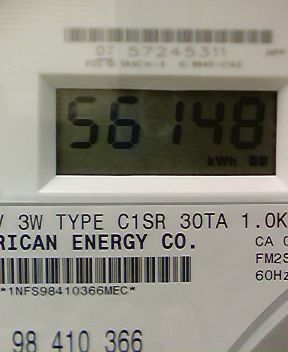 07 57245311
56148
kWh
V 3W TYPE C1SR 30TA 1.0K
RICAN ENERGY CO.
CA 0
FM2S
60Hz
*1NFS98410366MEC*
98 410 366